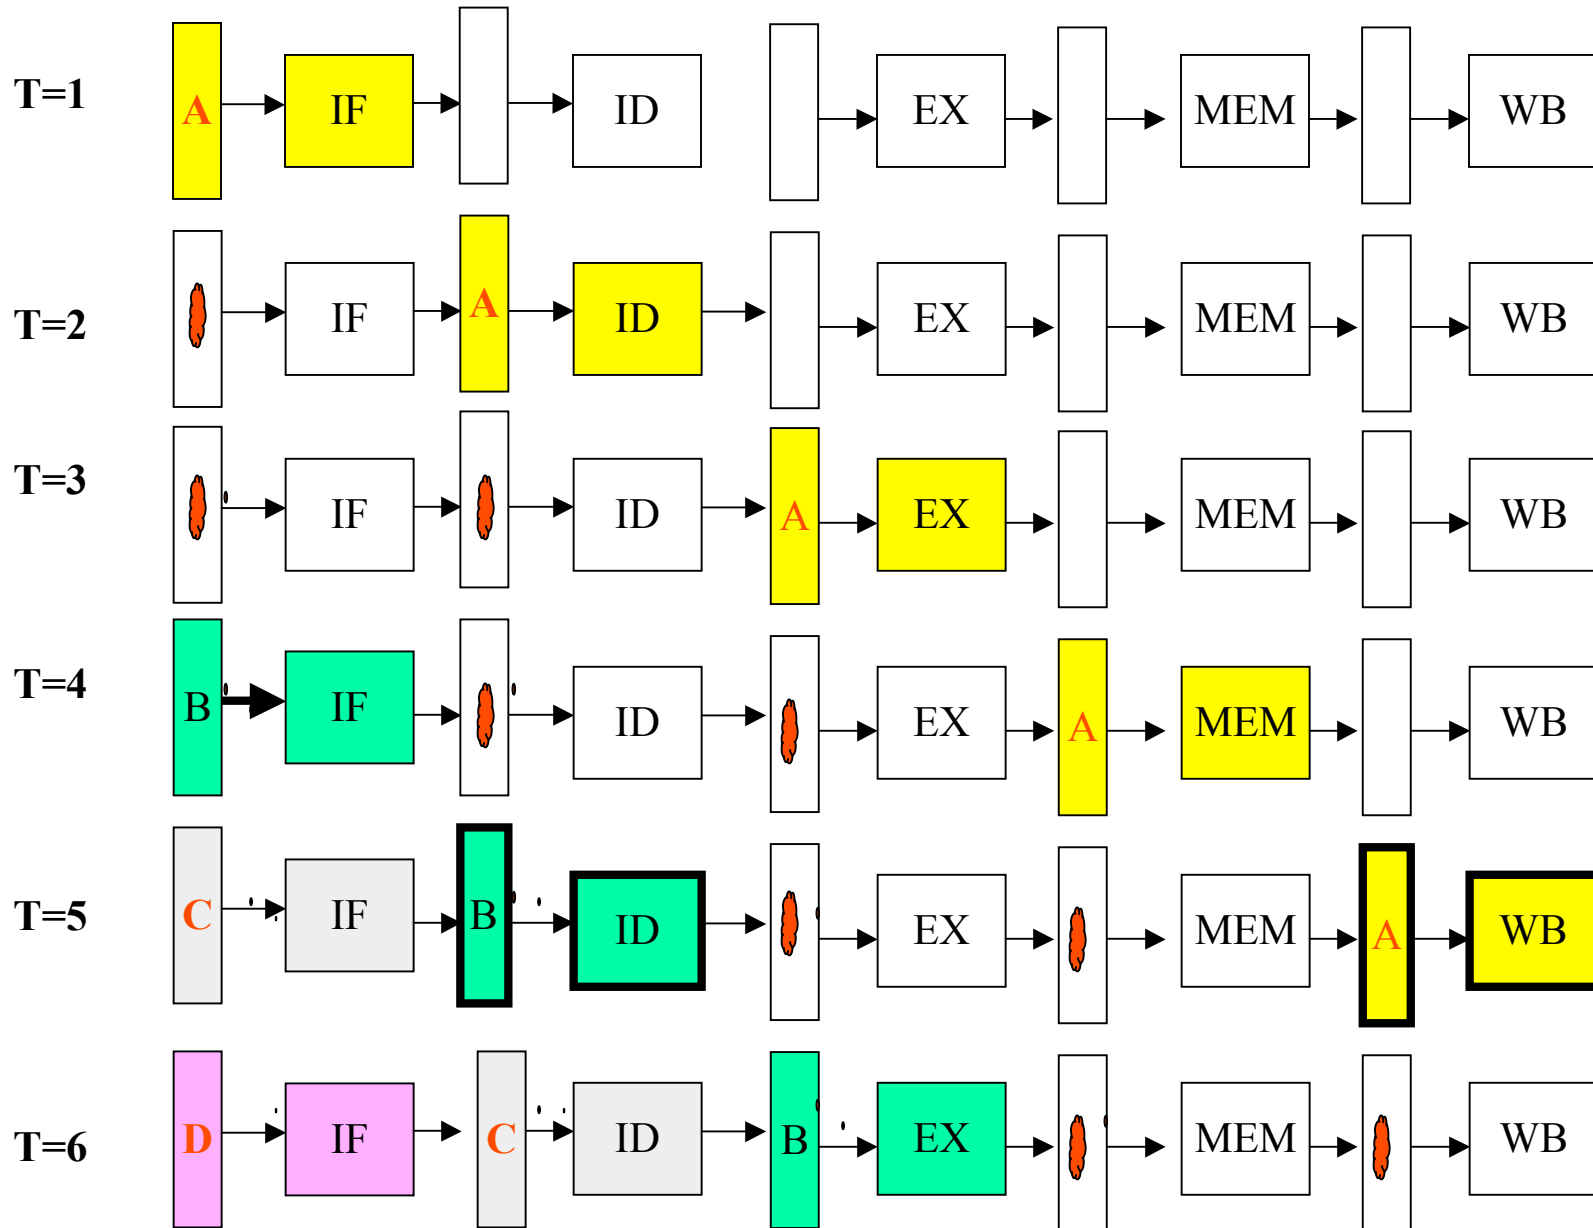 T=1 A IF ID EX MEM WB
T=2 IF A ID EX MEM WB
T=3 IF ID A EX MEM WB
T=4 B IF ID EX A MEM WB
T=5 C IF B ID EX MEM A WB
T=6 D IF C ID B EX MEM WB